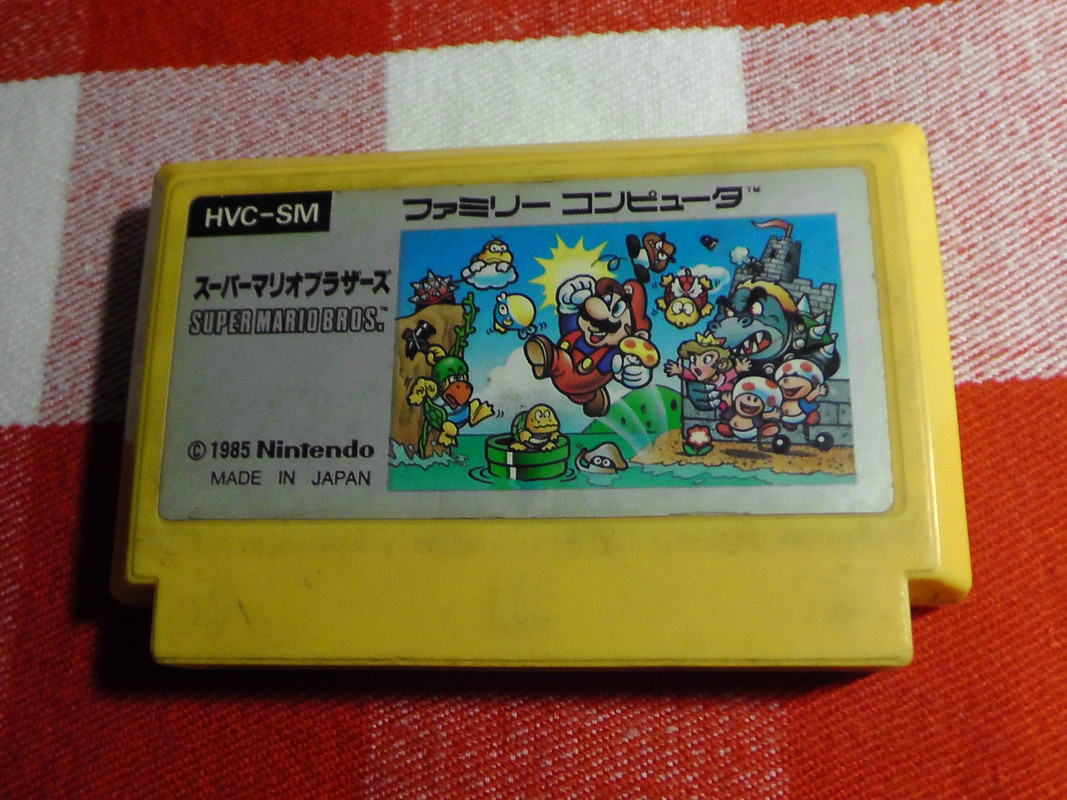 HVC-SM
ファミリー コンピュータ™
スーパーマリオブラザーズ
SUPER MARIO BROS.™
© 1985 Nintendo
MADE IN JAPAN